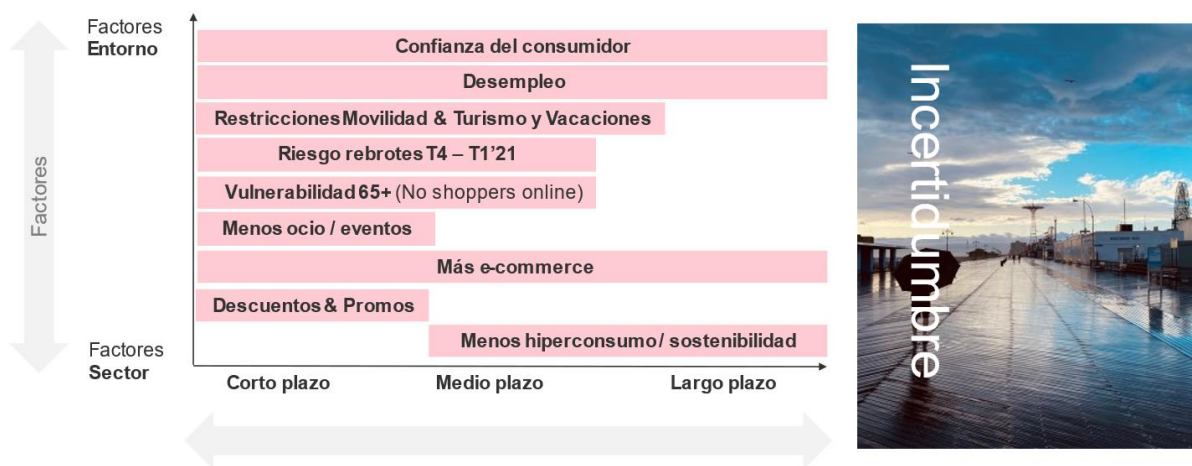 Factores
Entorno
Confianza del consumidor
Desempleo
Restricciones Movilidad & Turismo y Vacaciones
Riesgo rebrotes T4 – T1'21
Vulnerabilidad 65+ (No shoppers online)
Menos ocio / eventos
Más e-commerce
Descuentos & Promos
Menos hiperconsumo / sostenibilidad
Factores
Factores
Sector
Corto plazo
Medio plazo
Largo plazo
Incertidumbre